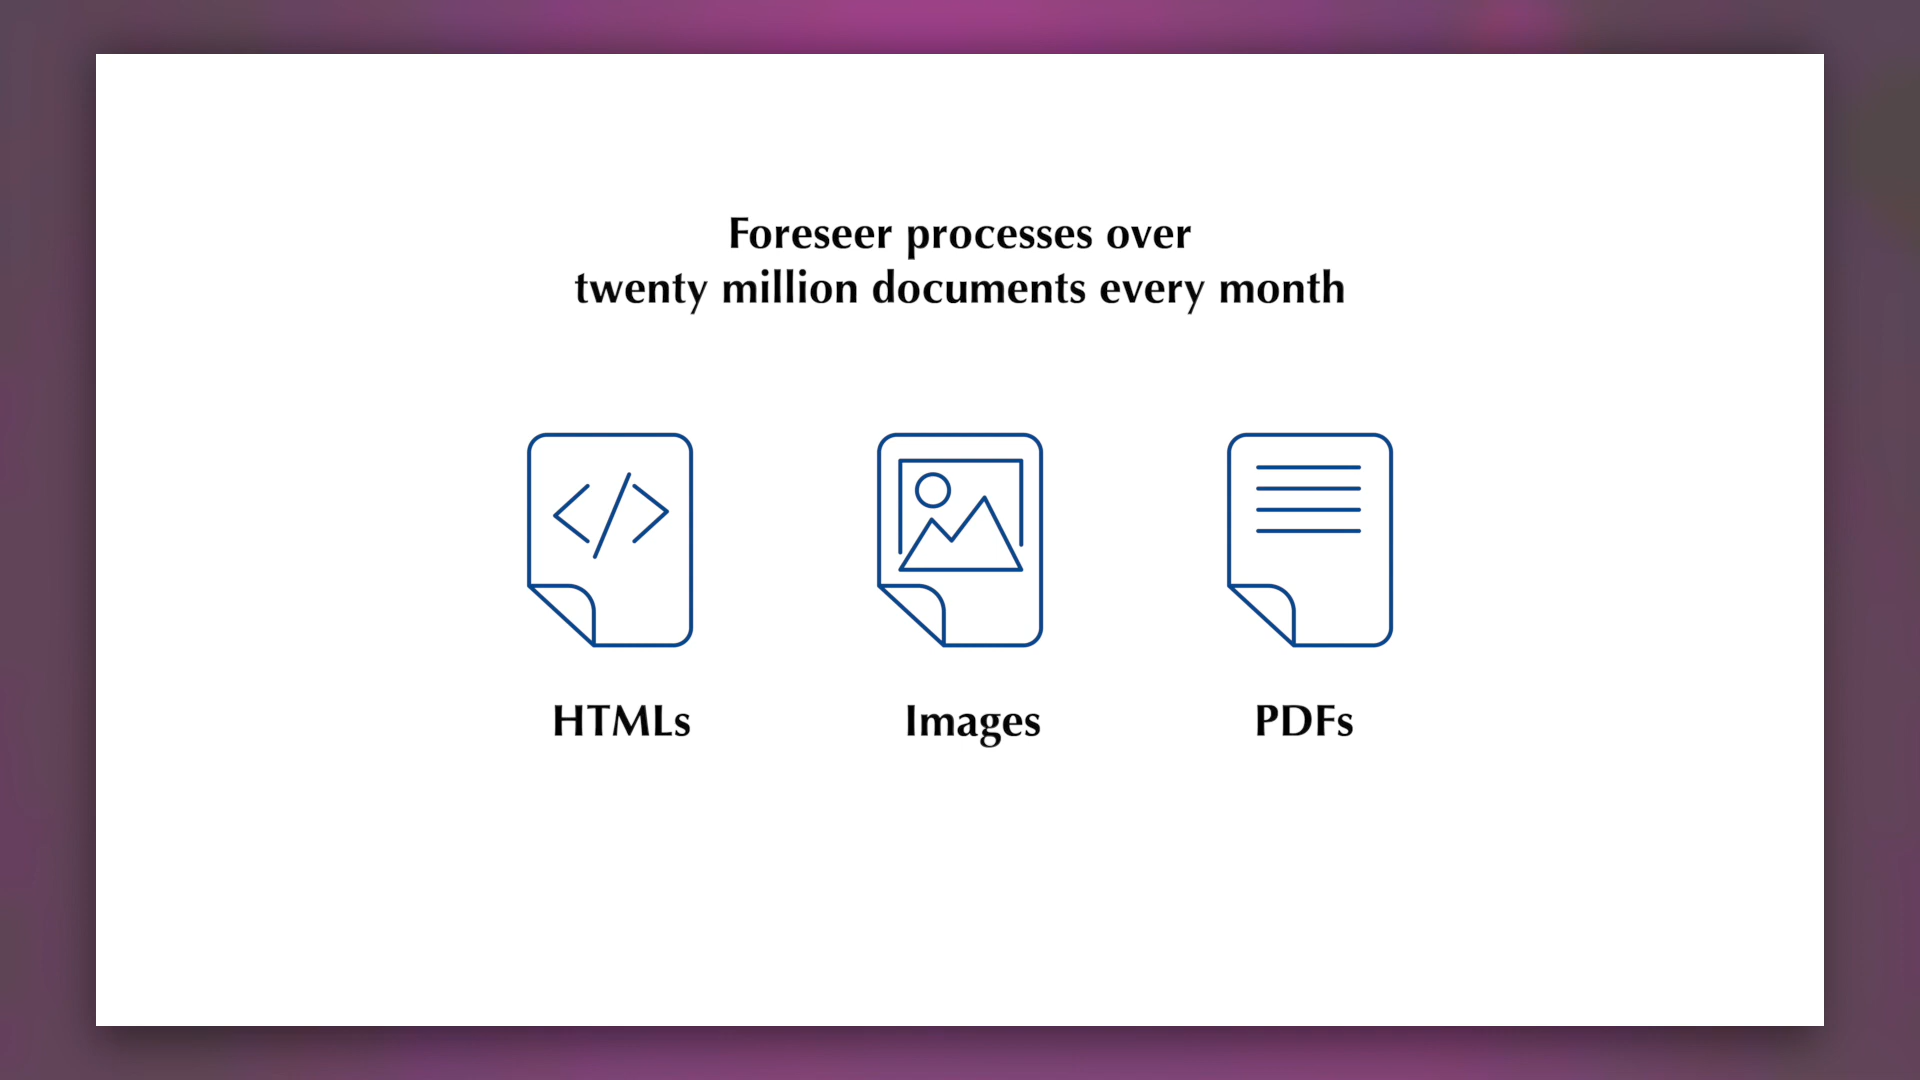 Foreseer processes over
twenty million documents every month
HTMLs
Images
PDFs